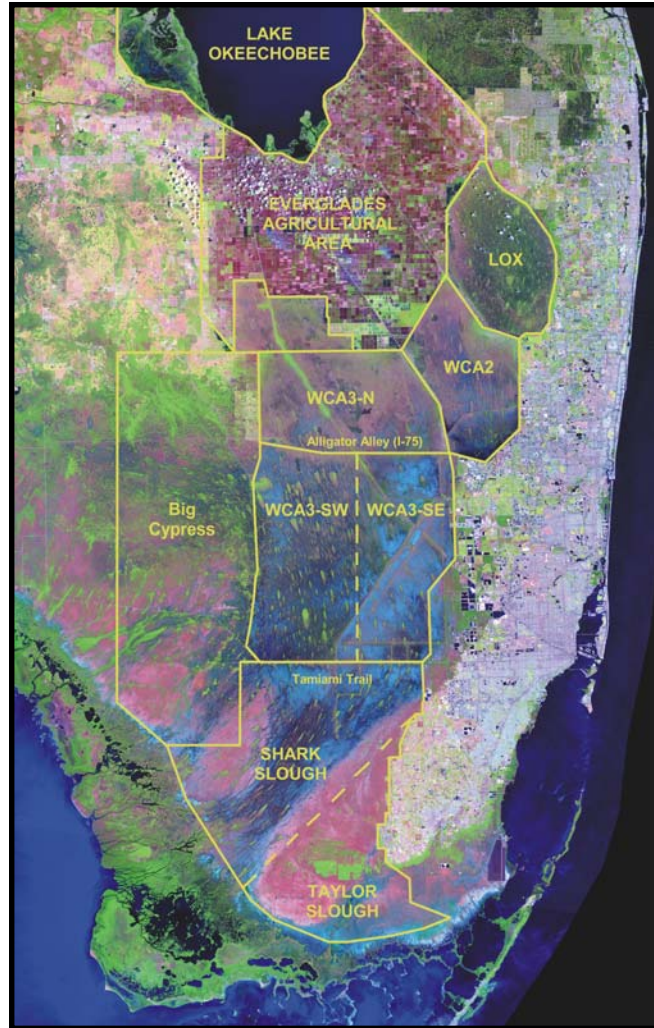 LAKE
OKEECHOBEE
EVERGLADES
AGRICULTURAL
AREA
LOX
WCA2
WCA3-N
Alligator Alley (I-75)
Big
Cypress
WCA3-SW
WCA3-SE
Tamiami Trail
SHARK
SLOUGH
TAYLOR
SLOUGH